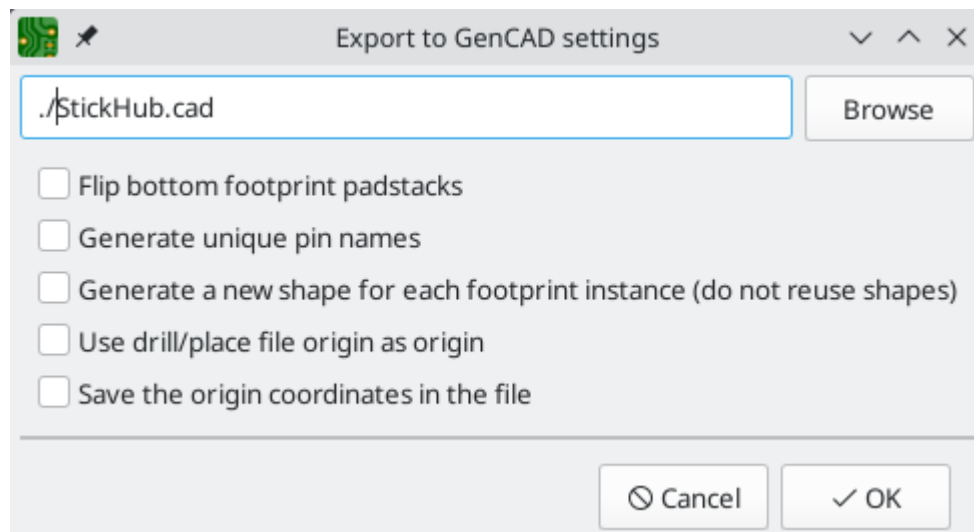 Export to GenCAD settings
./StickHub.cad
Browse
Flip bottom footprint padstacks
Generate unique pin names
Generate a new shape for each footprint instance (do not reuse shapes)
Use drill/place file origin as origin
Save the origin coordinates in the file
Cancel
OK